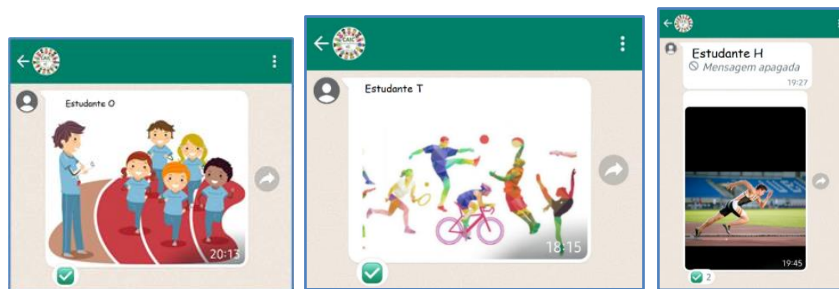 Estudante O
20:13
Estudante T
18:15
Estudante H
Mensagem apagada
19:27
19:45
2